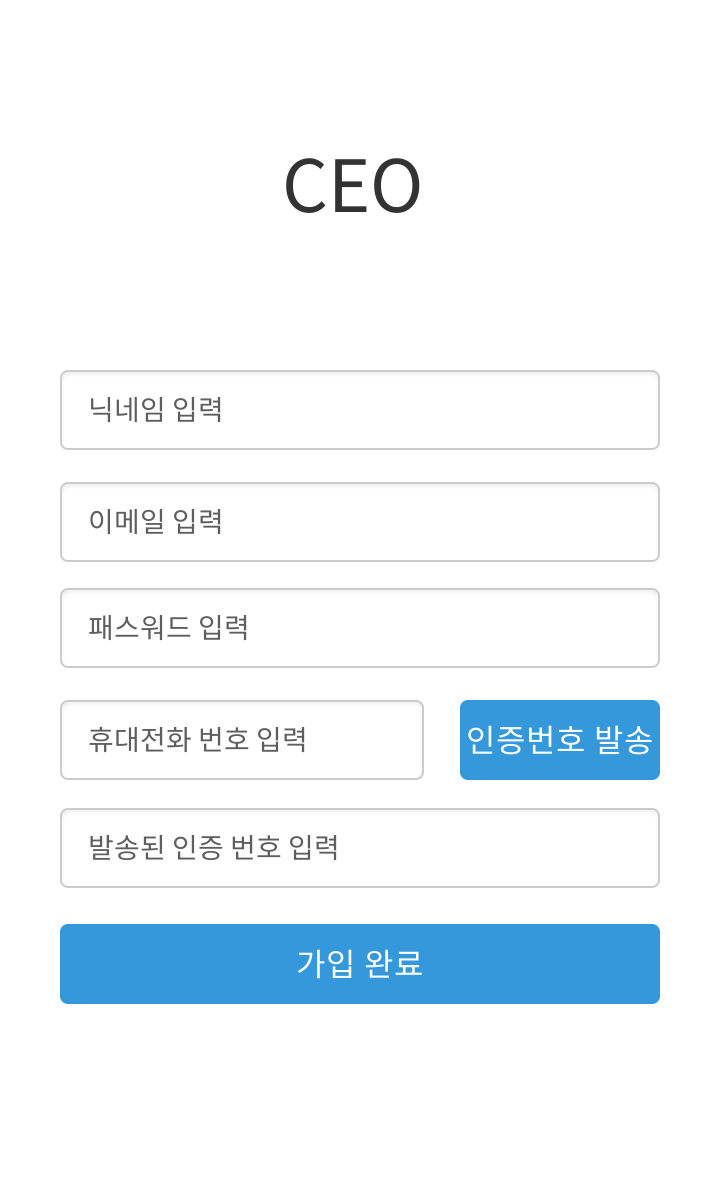 CEO
닉네임 입력
이메일 입력
패스워드 입력
휴대전화 번호 입력
인증번호 발송
발송된 인증 번호 입력
가입 완료